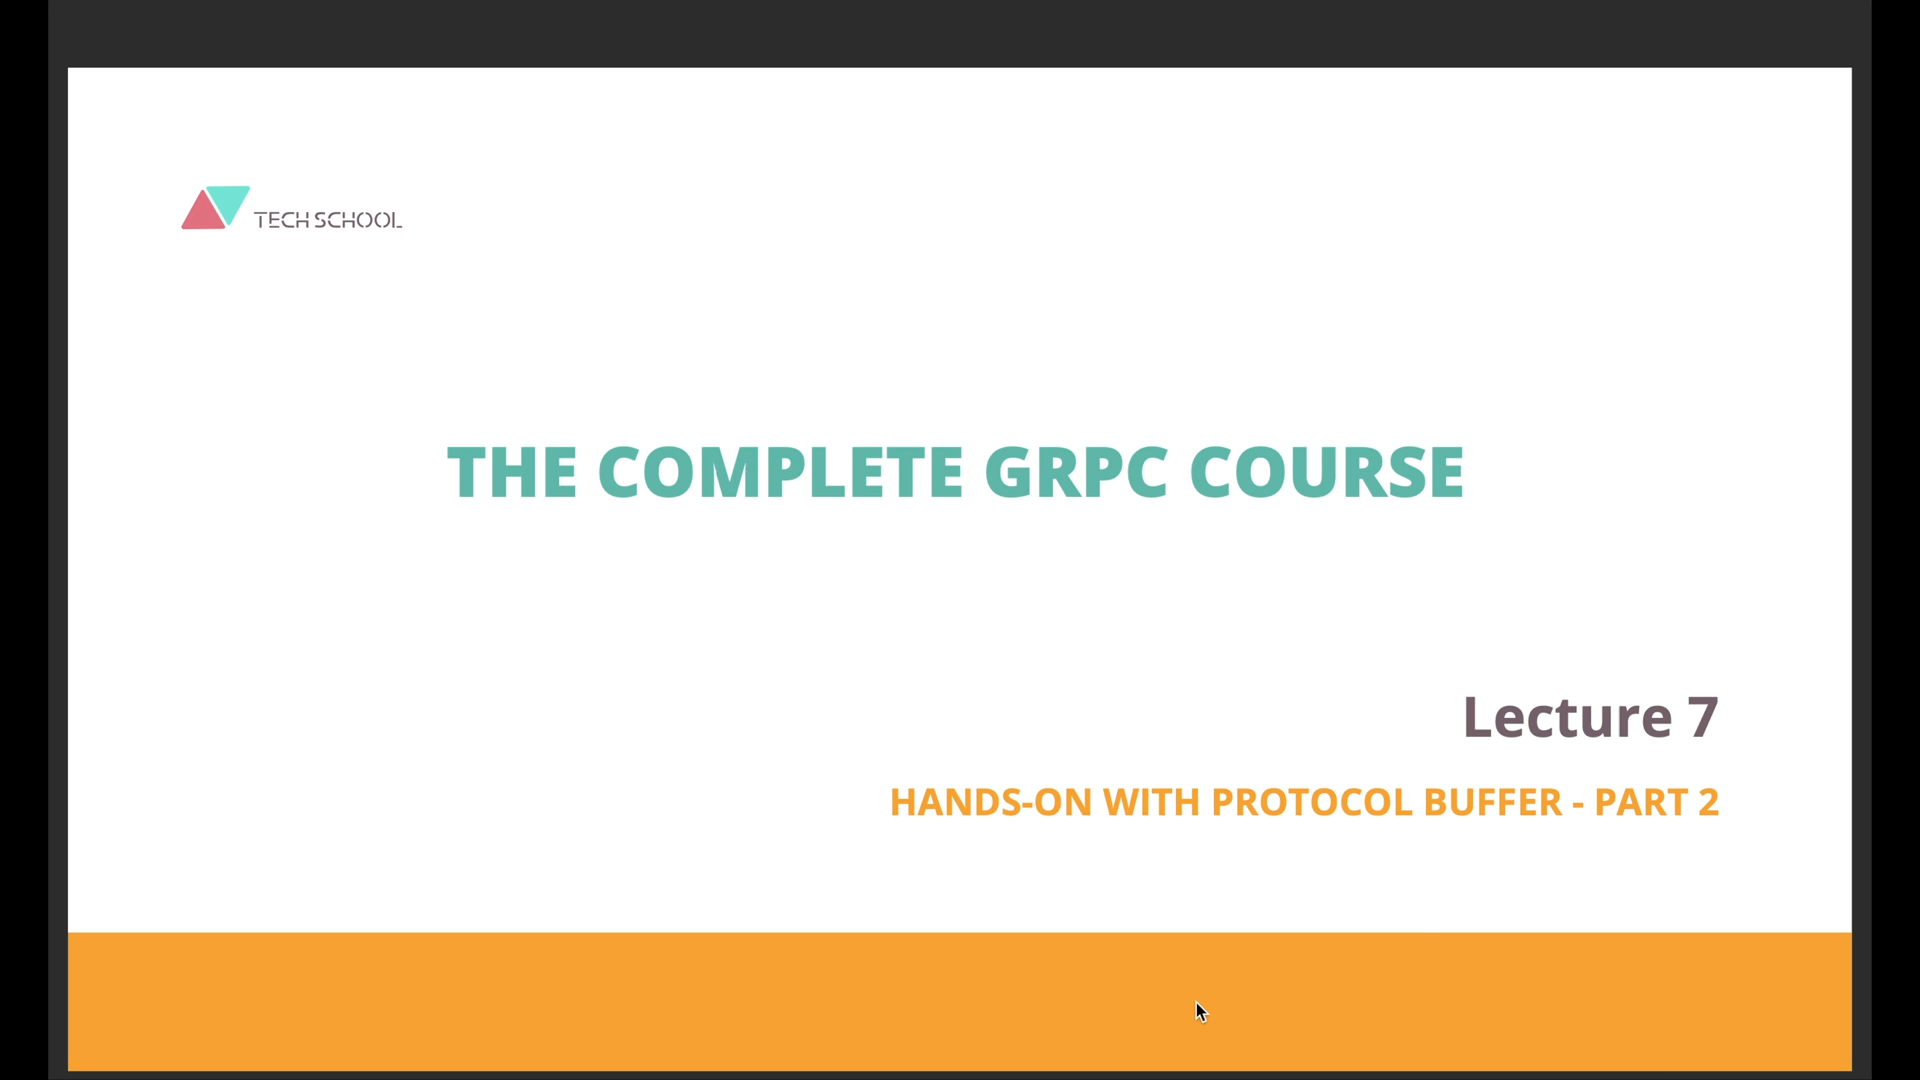 TECH SCHOOL
THE COMPLETE GRPC COURSE
Lecture 7
HANDS-ON WITH PROTOCOL BUFFER - PART 2